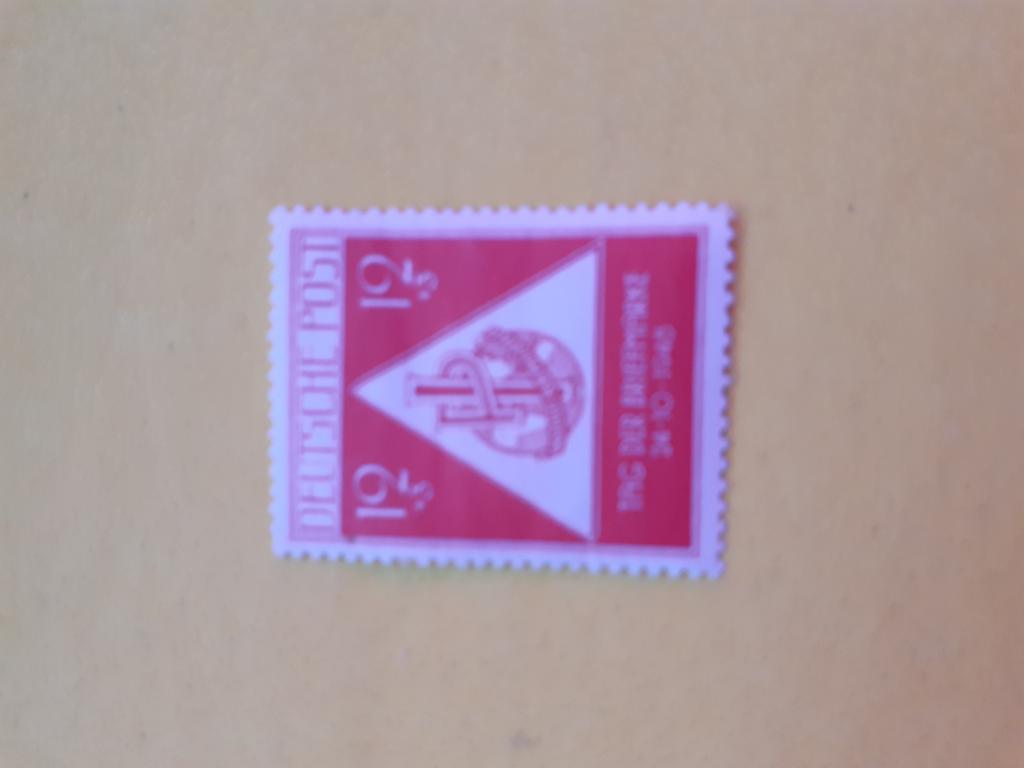 DEUTSCHE POST
12 12
+3 +3
TAG DER BRIEFMARKE
24·10·1948